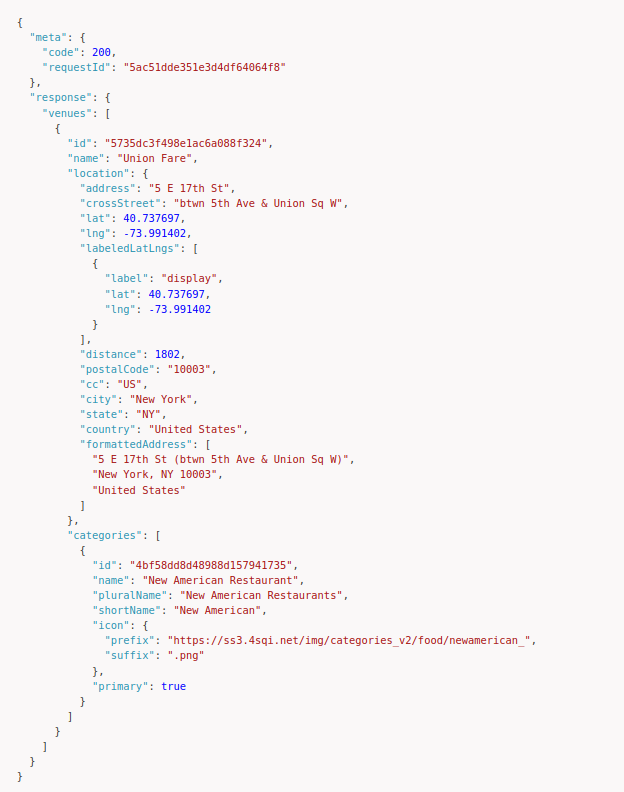 {
  "meta": {
    "code": 200,
    "requestId": "5ac51dde351e3d4df64064f8"
  },
  "response": {
    "venues": [
      {
        "id": "5735dc3f498e1ac6a088f324",
        "name": "Union Fare",
        "location": {
          "address": "5 E 17th St",
          "crossStreet": "btwn 5th Ave & Union Sq W",
          "lat": 40.737697,
          "lng": -73.991402,
          "labeledLatLngs": [
            {
              "label": "display",
              "lat": 40.737697,
              "lng": -73.991402
            }
          ],
          "distance": 1802,
          "postalCode": "10003",
          "cc": "US",
          "city": "New York",
          "state": "NY",
          "country": "United States",
          "formattedAddress": [
            "5 E 17th St (btwn 5th Ave & Union Sq W)",
            "New York, NY 10003",
            "United States"
          ]
        },
        "categories": [
          {
            "id": "4bf58dd8d48988d157941735",
            "name": "New American Restaurant",
            "pluralName": "New American Restaurants",
            "shortName": "New American",
            "icon": {
              "prefix": "https://ss3.4sqi.net/img/categories_v2/food/newamerican_",
              "suffix": ".png"
            },
            "primary": true
          }
        ]
      }
    ]
  }
}